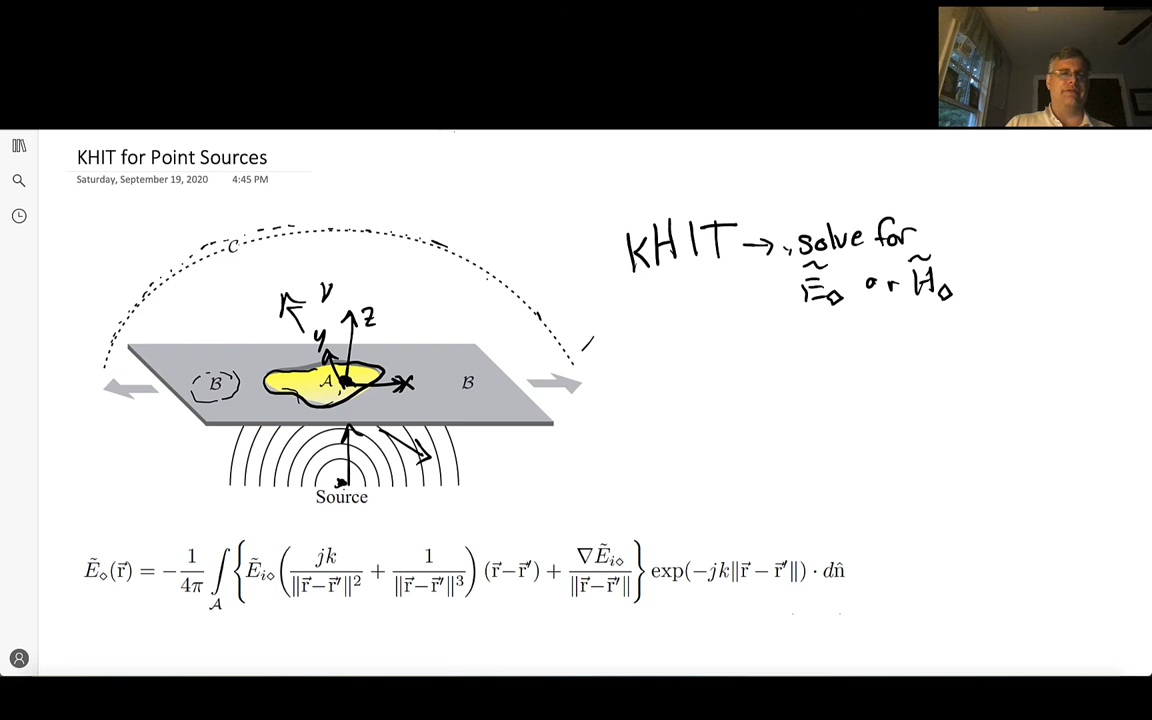 KHIT for Point Sources
Saturday, September 19, 2020 4:45 PM
C
KHIT → solve for
Ẽ◇ or H̃◇
ν
z
y
B A x B
Source
Ẽ◇(r⃗) = −1/4π ∫_A {Ẽi◇ (jk/‖r⃗−r⃗′‖² + 1/‖r⃗−r⃗′‖³) (r⃗−r⃗′) + ∇Ẽi◇/‖r⃗−r⃗′‖} exp(−jk‖r⃗ − r⃗′‖) · dn̂